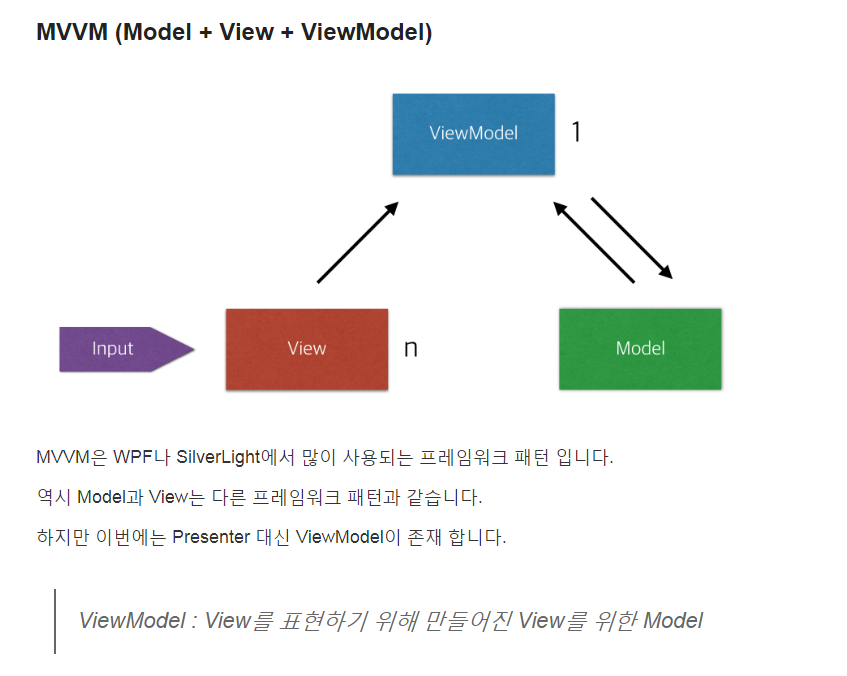 MVVM (Model + View + ViewModel)
ViewModel
1
Input
View
n
Model
MVVM은 WPF나 SilverLight에서 많이 사용되는 프레임워크 패턴 입니다.
역시 Model과 View는 다른 프레임워크 패턴과 같습니다.
하지만 이번에는 Presenter 대신 ViewModel이 존재 합니다.
ViewModel : View를 표현하기 위해 만들어진 View를 위한 Model